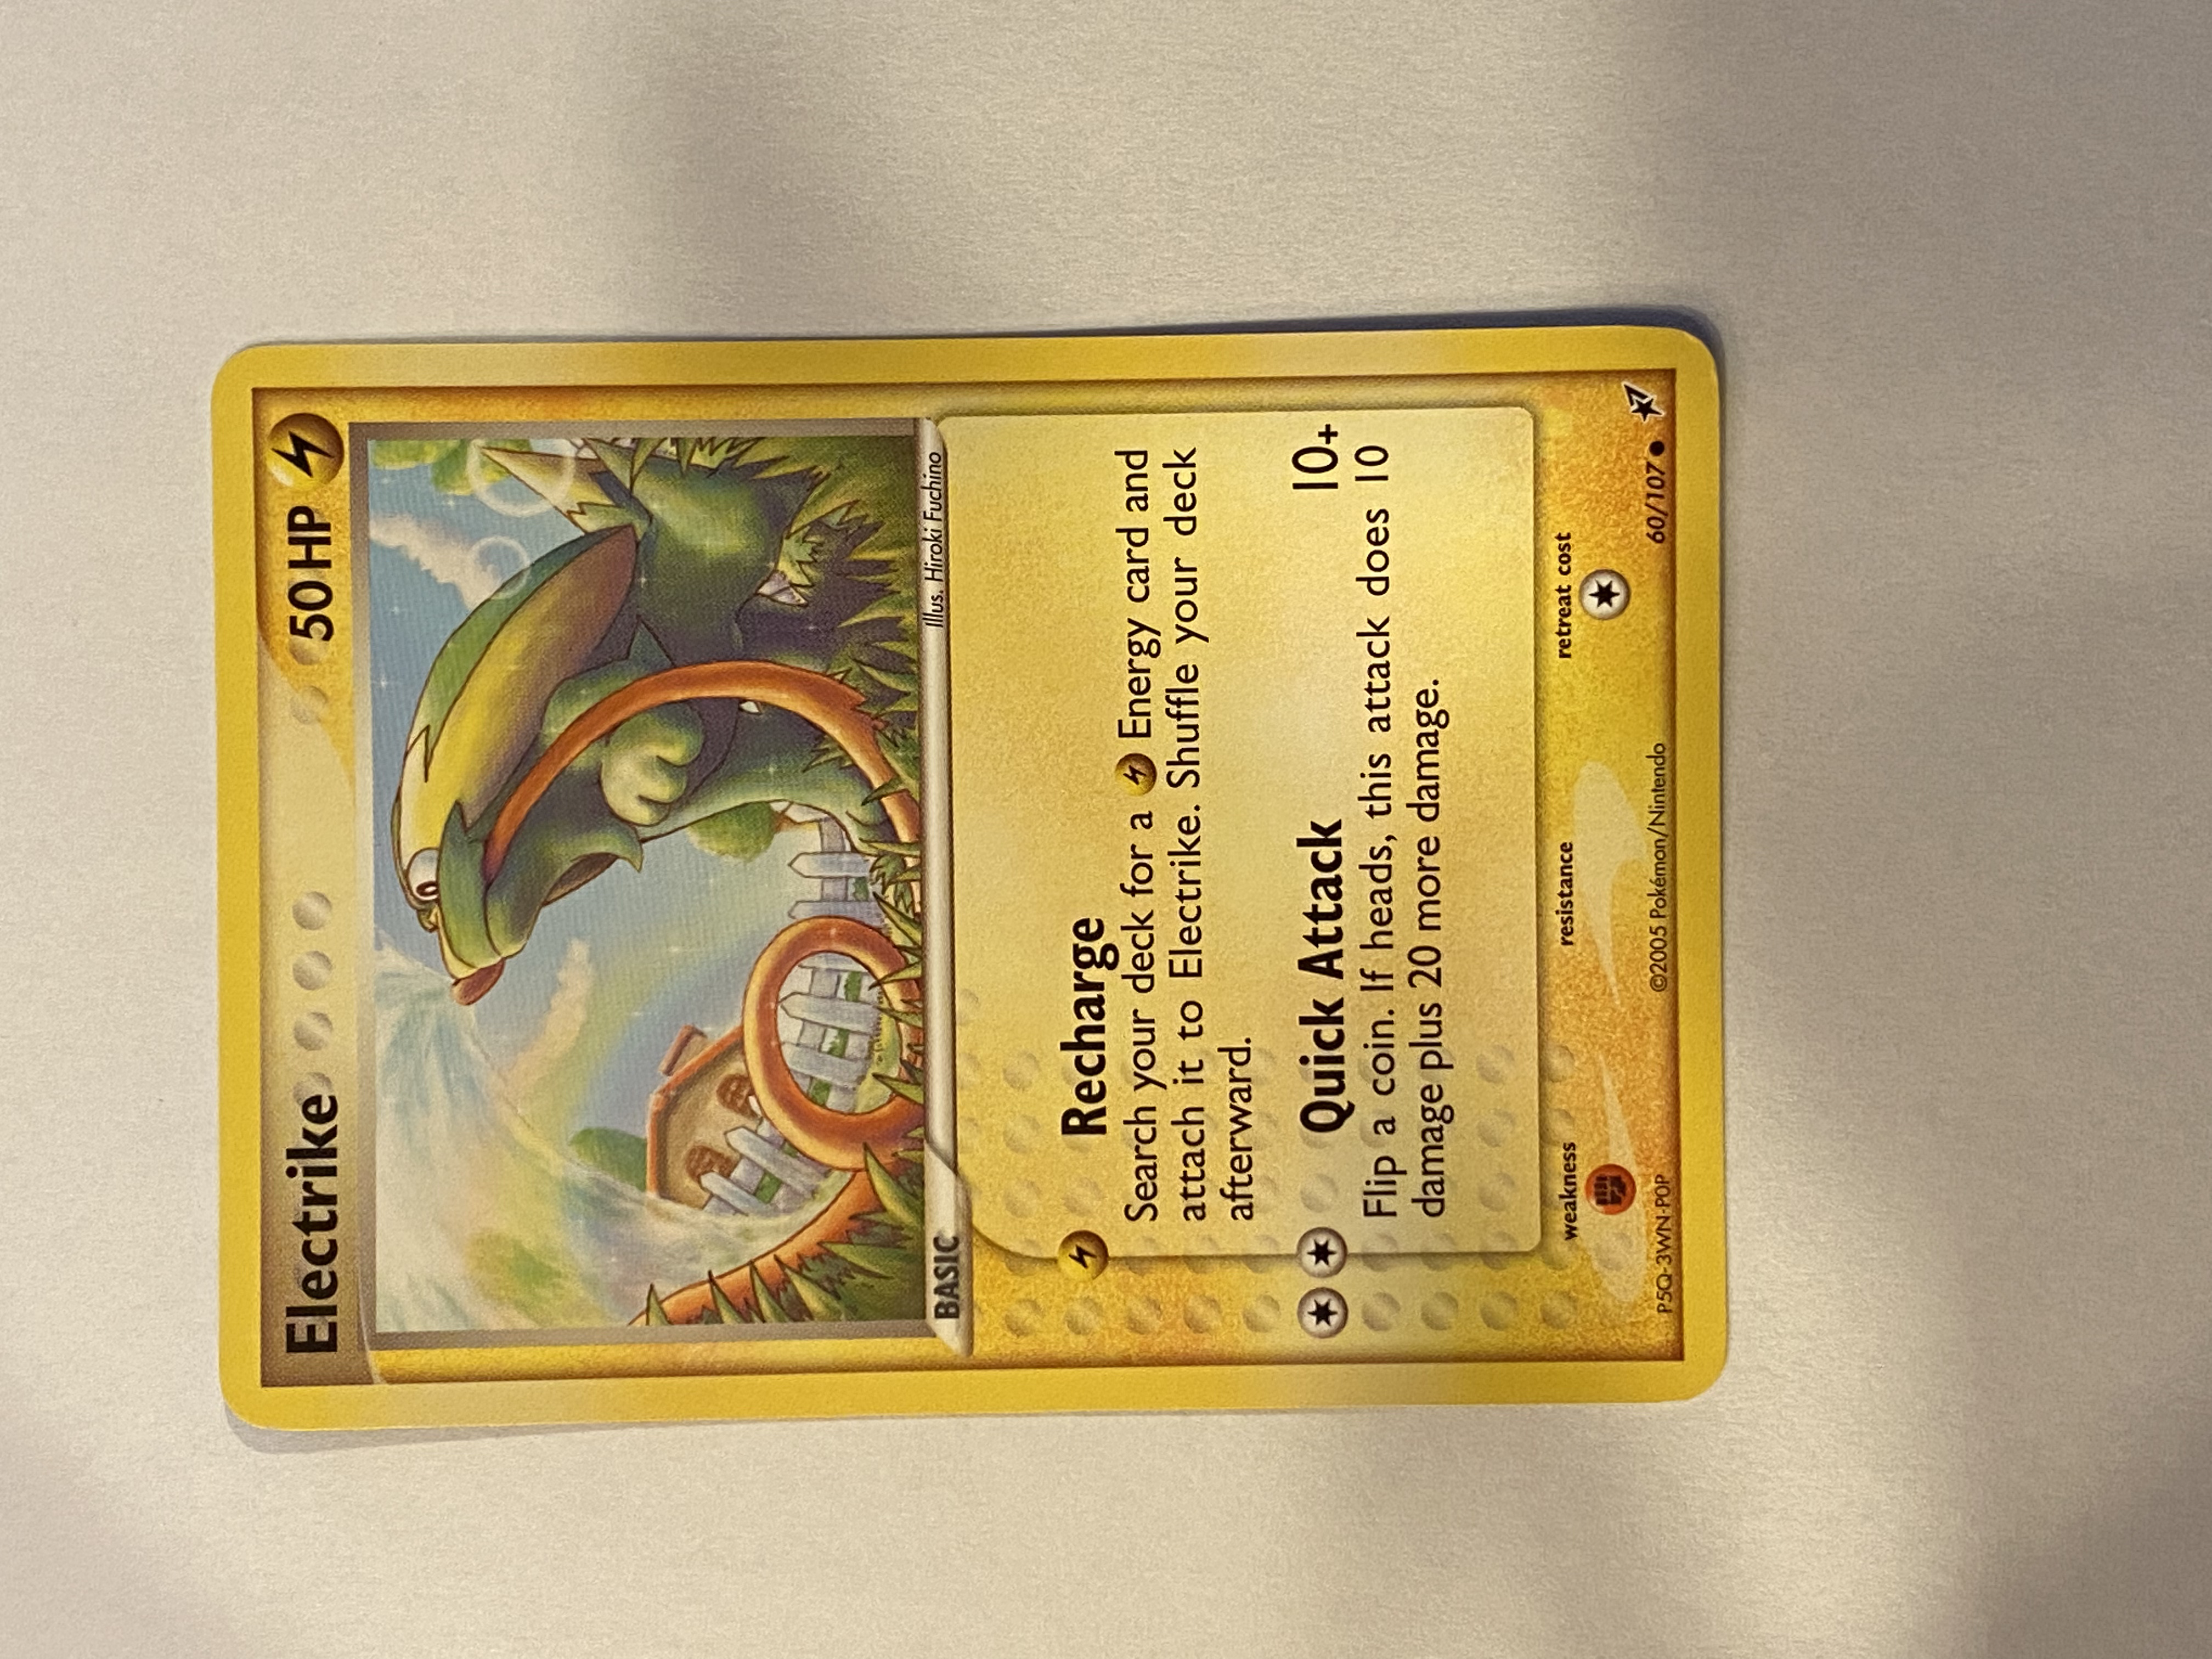 Electrike 50 HP
BASIC
Illus. Hiroki Fuchino
Recharge
Search your deck for a Energy card and
attach it to Electrike. Shuffle your deck
afterward.
Quick Attack 10+
Flip a coin. If heads, this attack does 10
damage plus 20 more damage.
weakness resistance retreat cost
P5Q-3WN-P0P ©2005 Pokémon/Nintendo 60/107